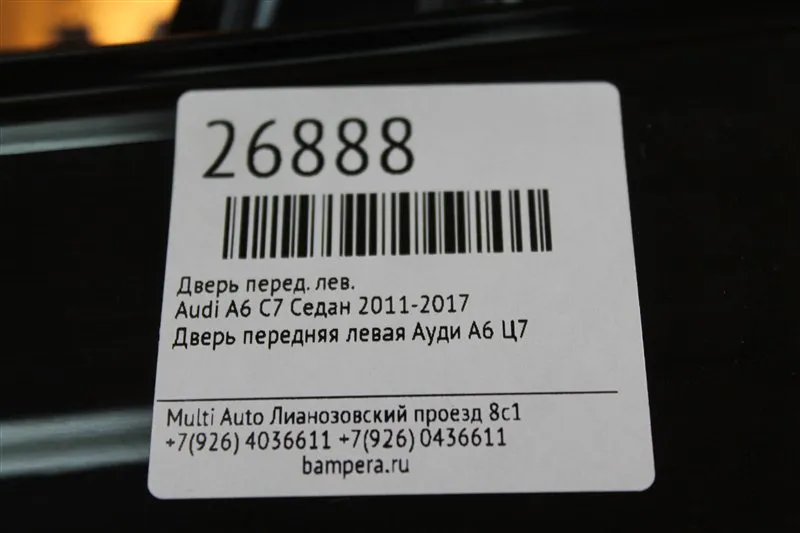 26888
Дверь перед. лев.
Audi A6 C7 Седан 2011-2017
Дверь передняя левая Ауди А6 Ц7
Multi Auto Лианозовский проезд 8с1
+7(926) 4036611 +7(926) 0436611
bampera.ru